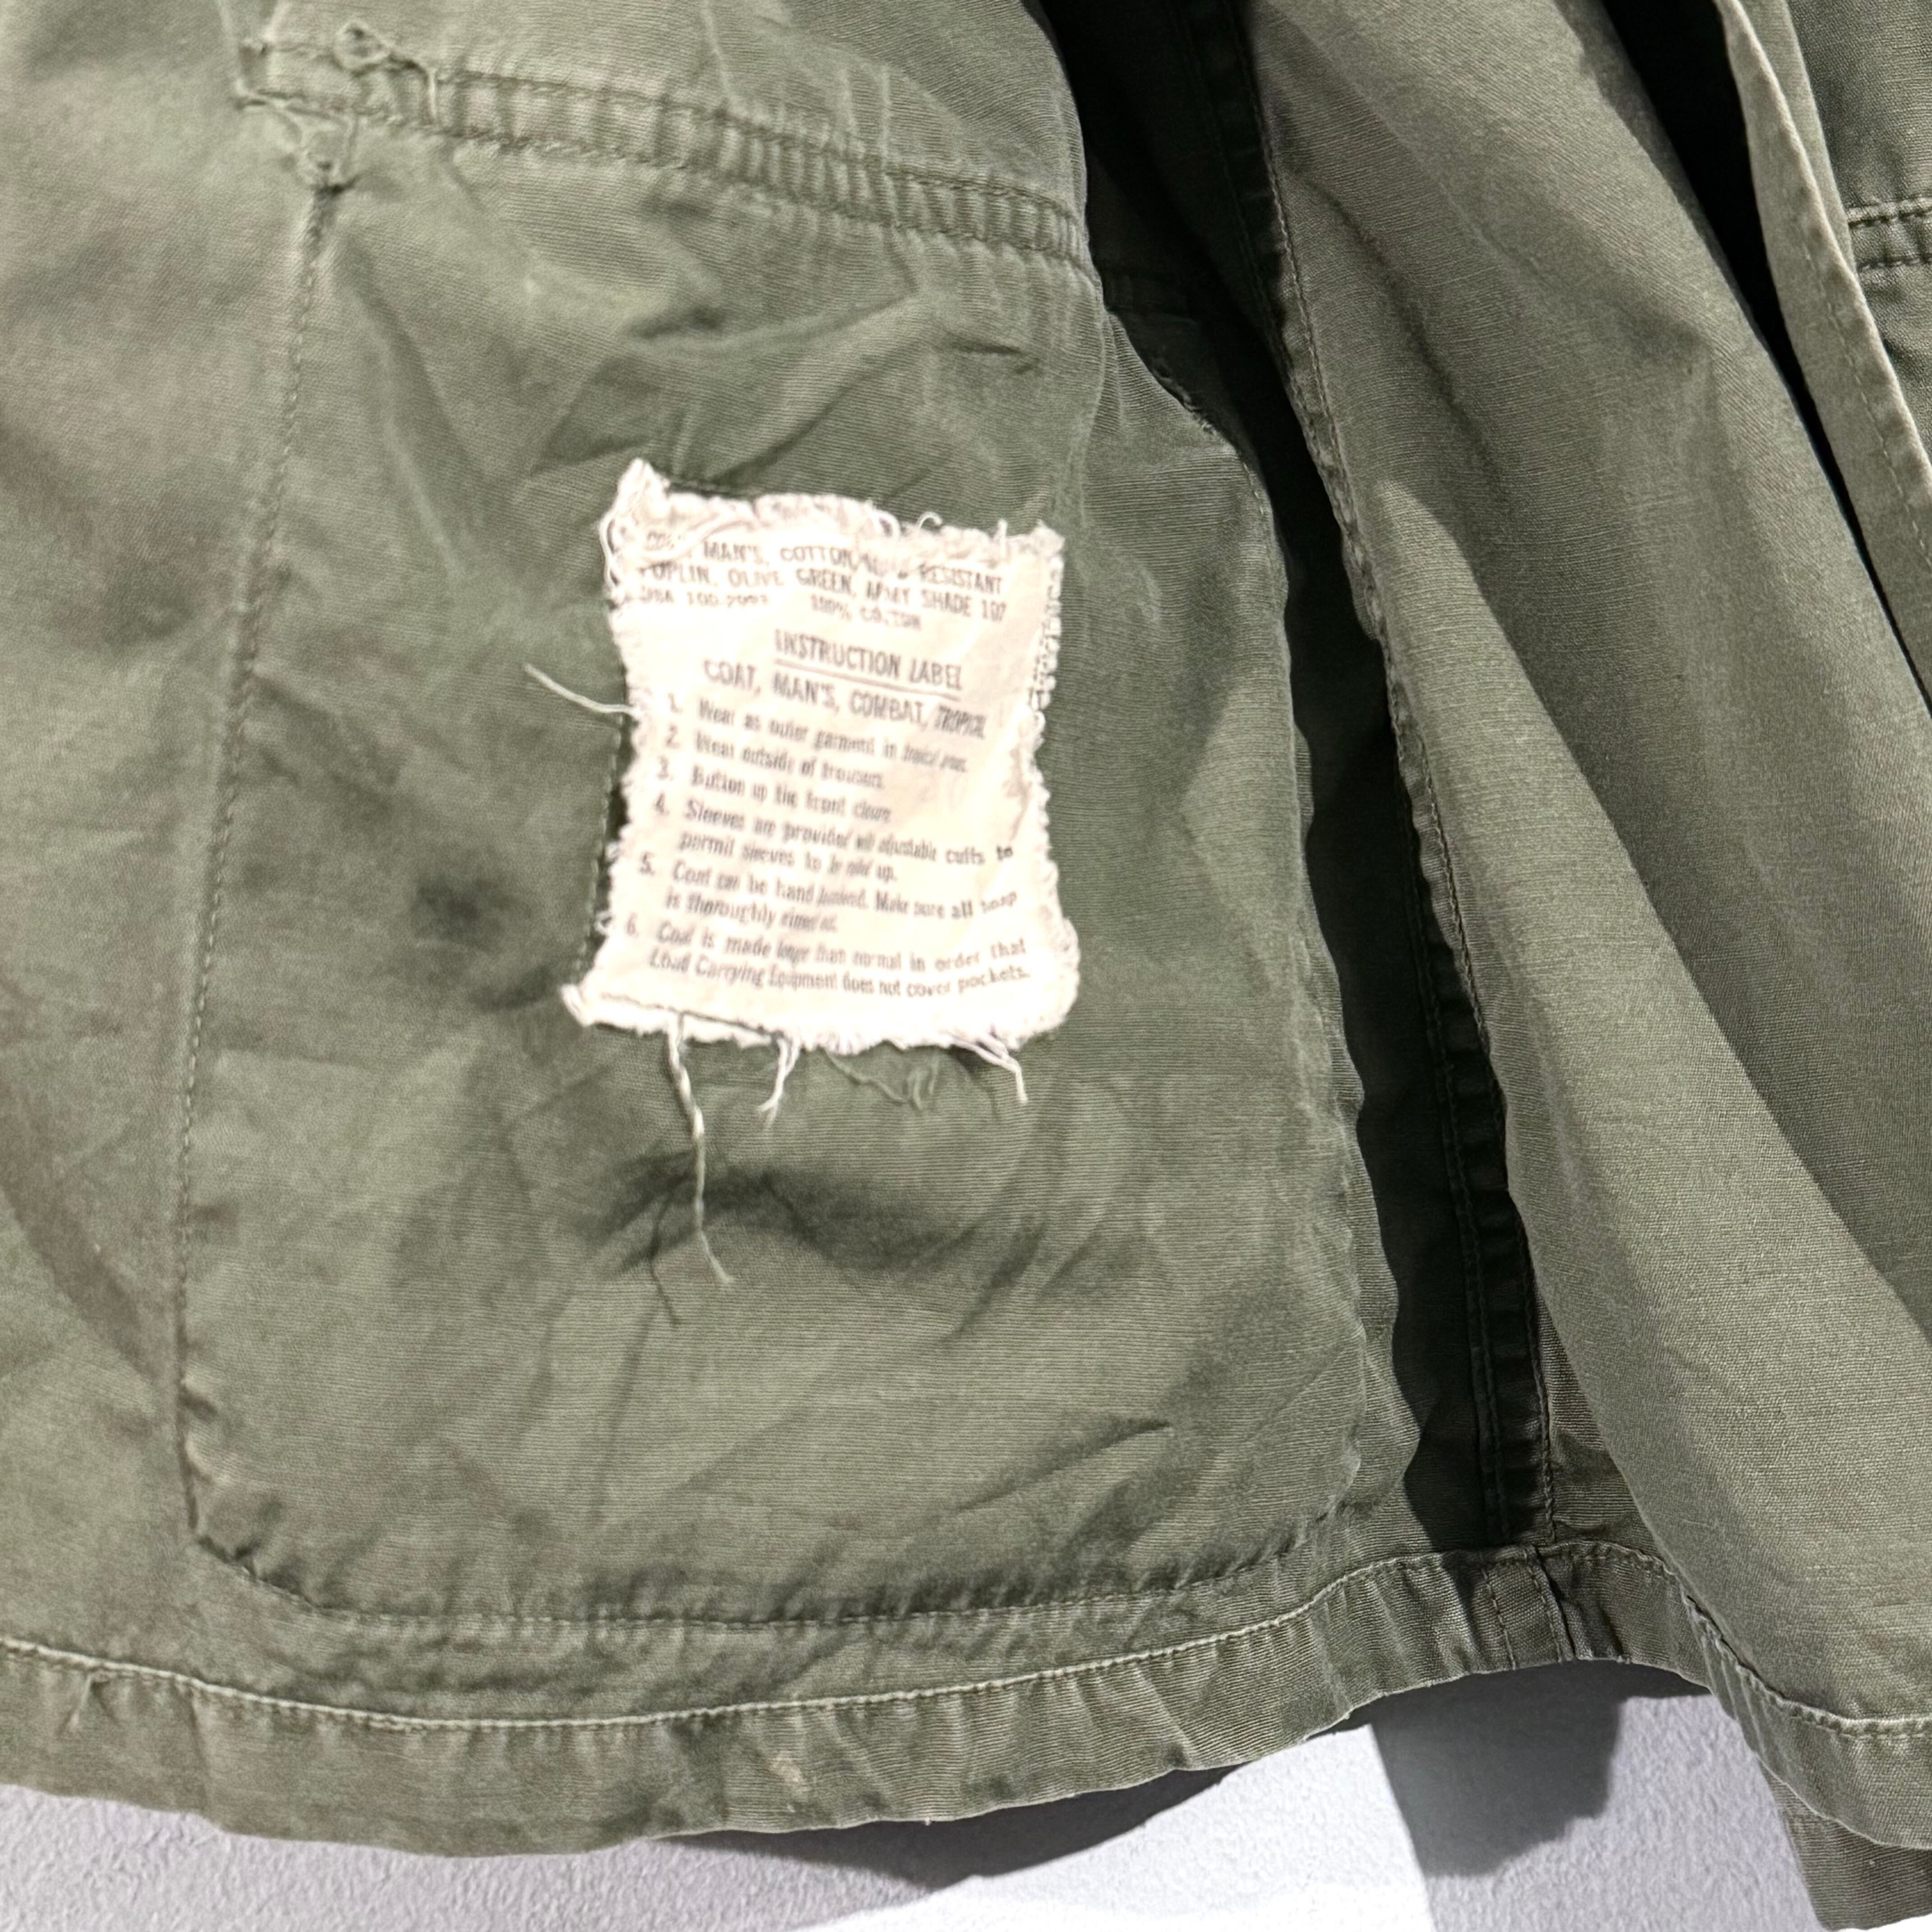 MAN'S, COTTON, RESISTANT
POPLIN, OLIVE GREEN, ARMY SHADE 107
100% COTTON
INSTRUCTION LABEL
COAT, MAN'S, COMBAT, TROPICAL
1. Wear as outer garment in tropical areas.
2. Wear outside of trousers.
3. Button up the front closure.
4. Sleeves are provided with adjustable cuffs to
permit sleeves to be rolled up.
5. Coat can be hand laundered. Make sure all soap
is thoroughly rinsed out.
6. Coat is made larger than normal in order that
Load Carrying Equipment does not cover pockets.